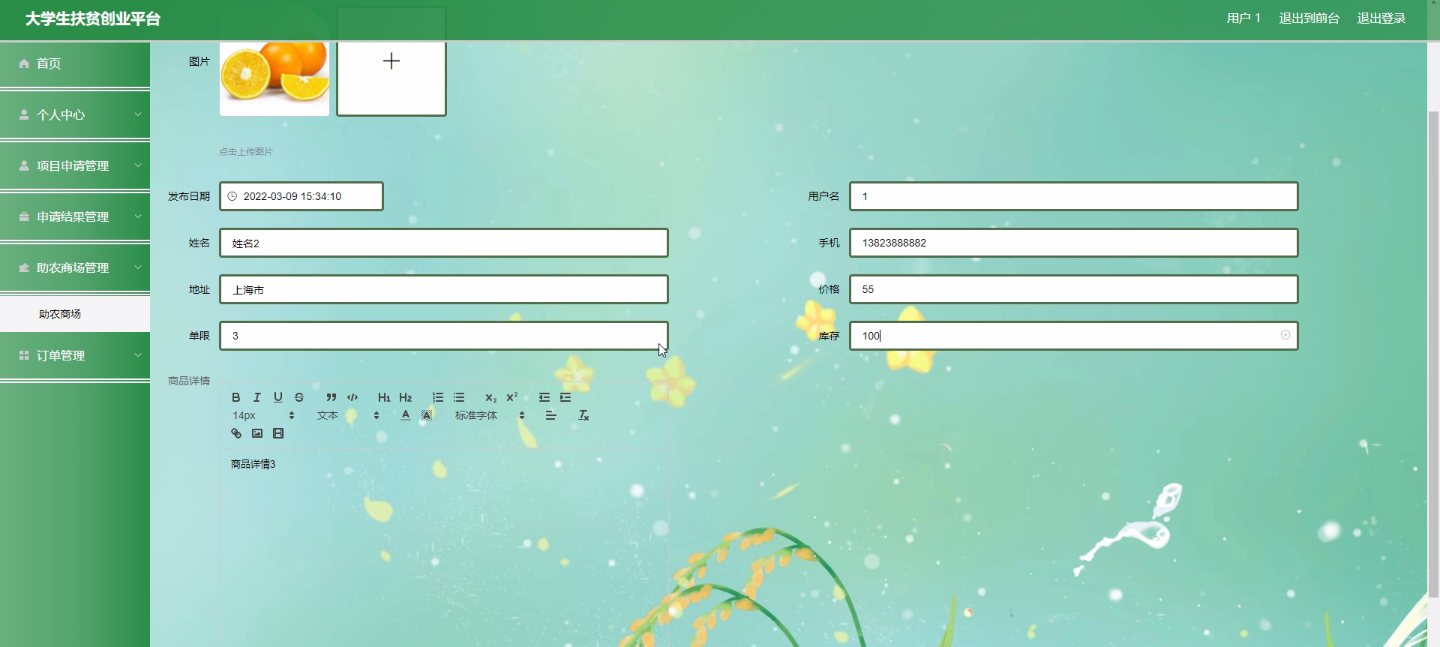 大学生扶贫创业平台
用户 1 退出到前台 退出登录
首页
个人中心
项目申请管理
申请结果管理
助农商场管理
助农商场
订单管理
图片
点击上传图片
发布日期 2022-03-09 15:34:10 用户名 1
姓名 姓名2 手机 13823888882
地址 上海市 价格 55
单限 3 库存 100
商品详情
B I U S ” </> H1 H2 X2 X2
14px 文本 A A 标准字体 Tx
商品详情3